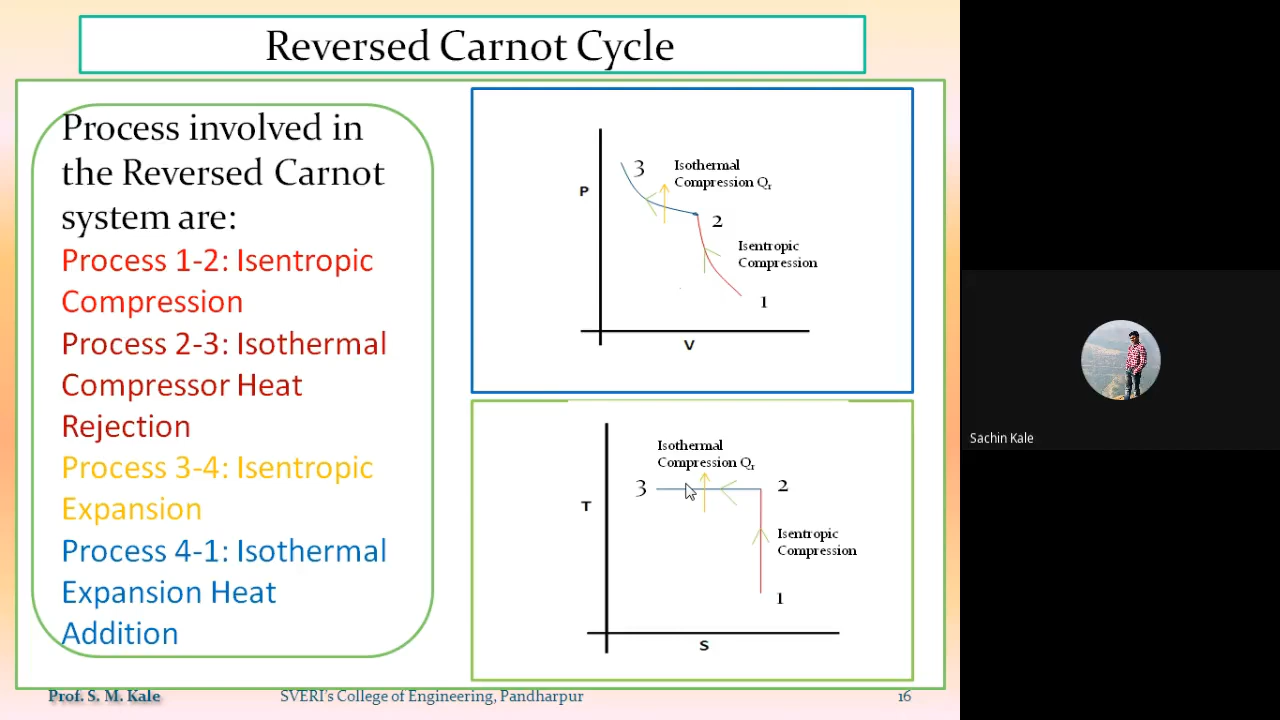 Reversed Carnot Cycle
Process involved in
the Reversed Carnot
system are:
Process 1-2: Isentropic
Compression
Process 2-3: Isothermal
Compressor Heat
Rejection
Process 3-4: Isentropic
Expansion
Process 4-1: Isothermal
Expansion Heat
Addition
P
3
Isothermal
Compression Qr
2
Isentropic
Compression
1
V
Isothermal
Compression Qr
3
2
T
Isentropic
Compression
1
S
Prof. S. M. Kale
SVERI's College of Engineering, Pandharpur
16
Sachin Kale